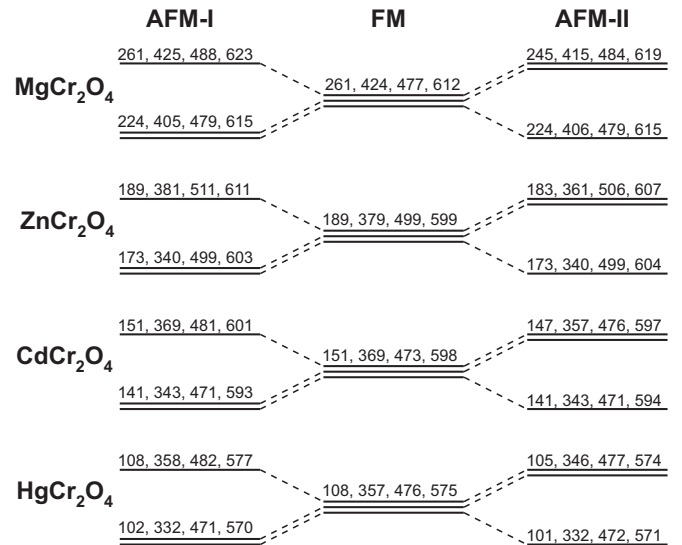 AFM-I FM AFM-II
261, 425, 488, 623 245, 415, 484, 619
MgCr₂O₄ 261, 424, 477, 612
224, 405, 479, 615 224, 406, 479, 615
189, 381, 511, 611 183, 361, 506, 607
ZnCr₂O₄ 189, 379, 499, 599
173, 340, 499, 603 173, 340, 499, 604
151, 369, 481, 601 147, 357, 476, 597
CdCr₂O₄ 151, 369, 473, 598
141, 343, 471, 593 141, 343, 471, 594
108, 358, 482, 577 105, 346, 477, 574
HgCr₂O₄ 108, 357, 476, 575
102, 332, 471, 570 101, 332, 472, 571